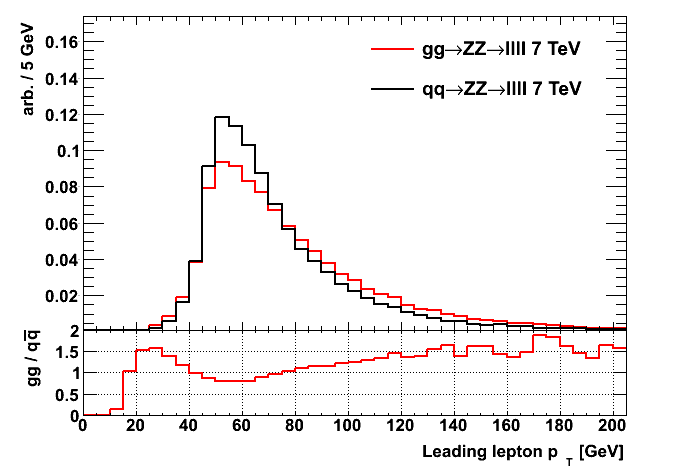 arb. / 5 GeV
0.16
0.14
0.12
0.1
0.08
0.06
0.04
0.02
gg→ZZ→llll 7 TeV
qq→ZZ→llll 7 TeV
gg / qq̅
2
1.5
1
0.5
0
0 20 40 60 80 100 120 140 160 180 200
Leading lepton p_T [GeV]